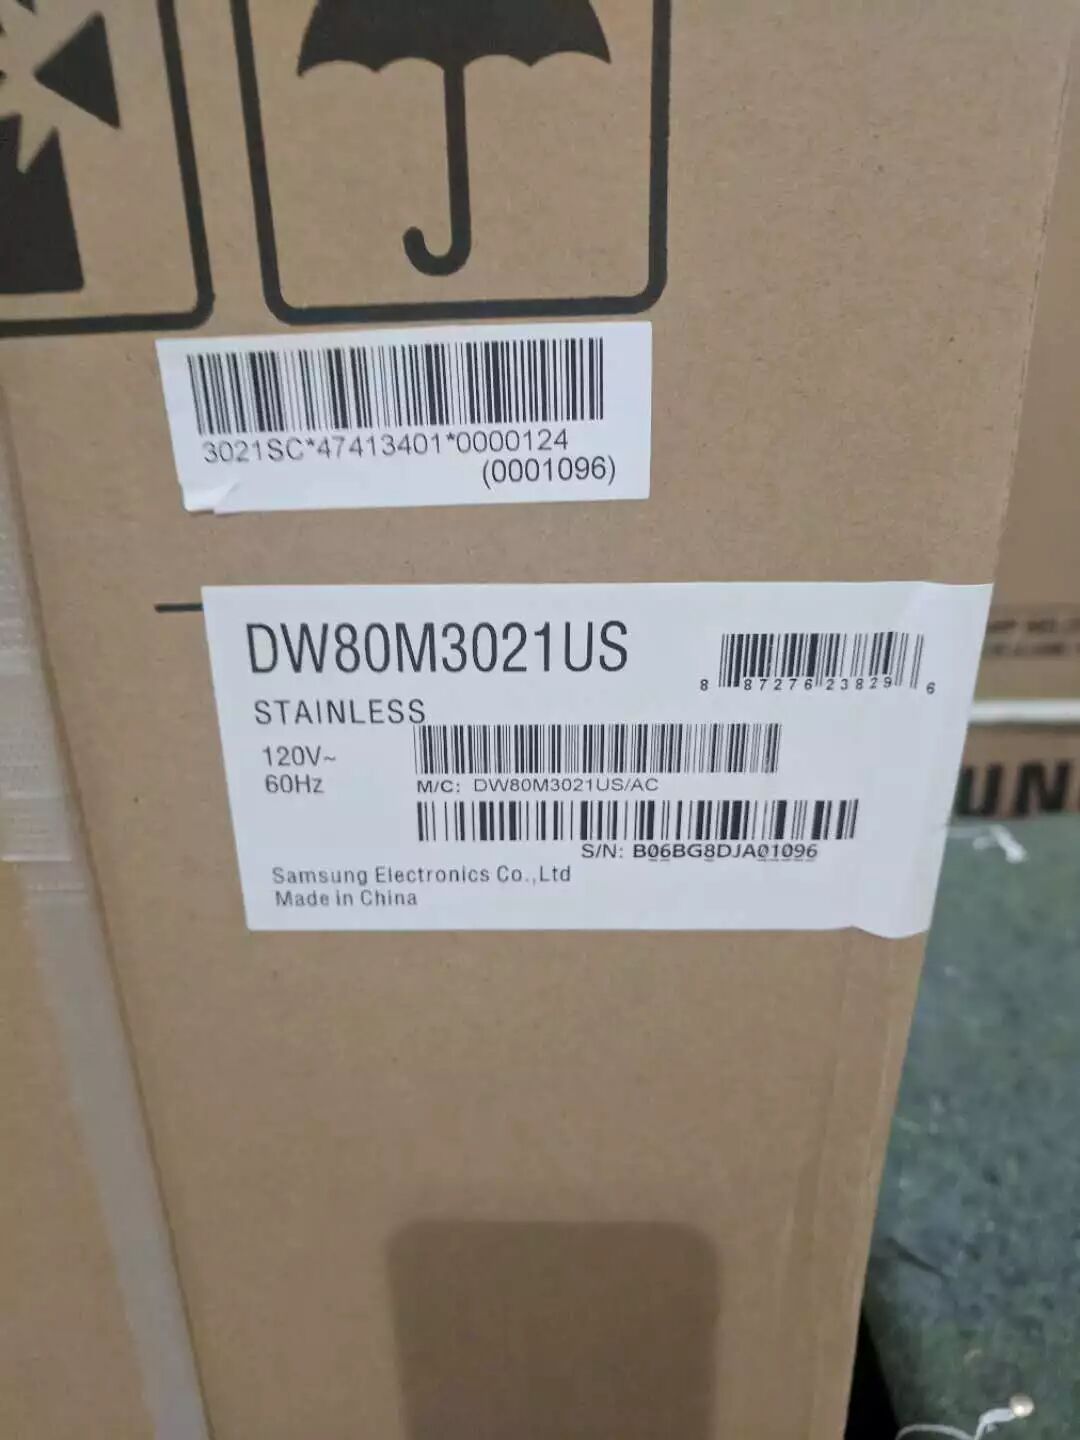 3021SC*47413401*0000124
(0001096)
DW80M3021US
8 87276 23829 6
STAINLESS
120V~
60Hz
M/C: DW80M3021US/AC
S/N: B06BG8DJA01096
Samsung Electronics Co.,Ltd
Made in China
UN